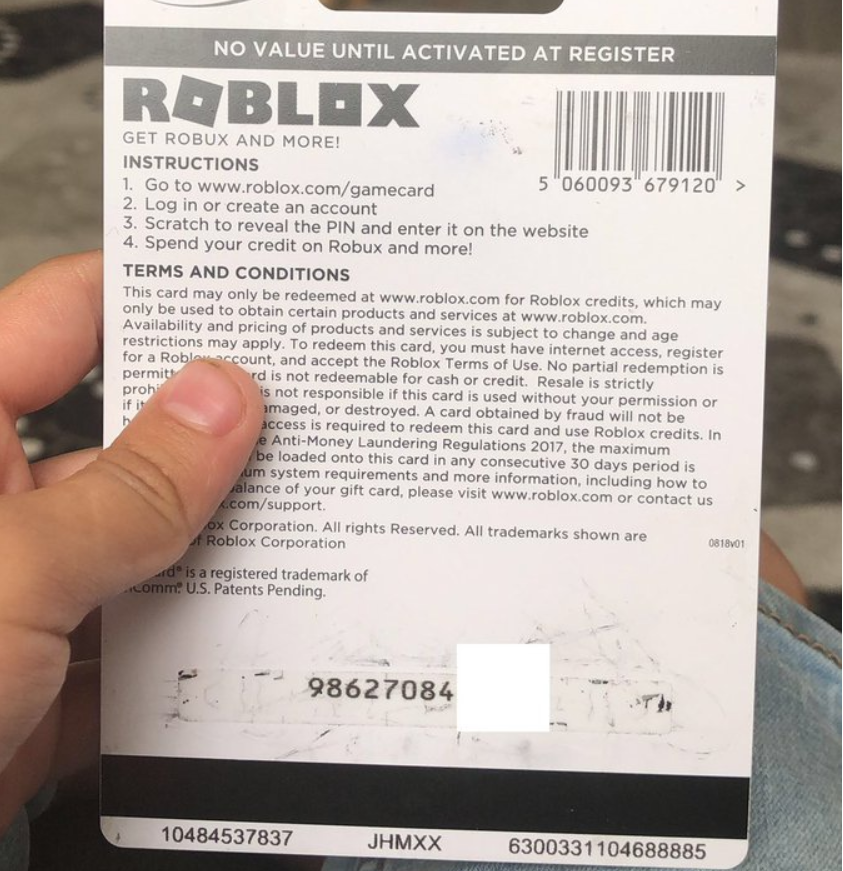 NO VALUE UNTIL ACTIVATED AT REGISTER
ROBLOX
GET ROBUX AND MORE!
INSTRUCTIONS
1. Go to www.roblox.com/gamecard
2. Log in or create an account
3. Scratch to reveal the PIN and enter it on the website
4. Spend your credit on Robux and more!
5 060093 679120 >
TERMS AND CONDITIONS
This card may only be redeemed at www.roblox.com for Roblox credits, which may
only be used to obtain certain products and services at www.roblox.com.
Availability and pricing of products and services is subject to change and age
restrictions may apply. To redeem this card, you must have internet access, register
for a Roblox account, and accept the Roblox Terms of Use. No partial redemption is
is not redeemable for cash or credit. Resale is strictly
is not responsible if this card is used without your permission or
if or destroyed. A card obtained by fraud will not be
access is required to redeem this card and use Roblox credits. In
Anti-Money Laundering Regulations 2017, the maximum
be loaded onto this card in any consecutive 30 days period is
system requirements and more information, including how to
balance of your gift card, please visit www.roblox.com or contact us
.com/support.
Corporation. All rights Reserved. All trademarks shown are
of Roblox Corporation
0818v01
is a registered trademark of
U.S. Patents Pending.
98627084
10484537837 JHMXX 6300331104688885